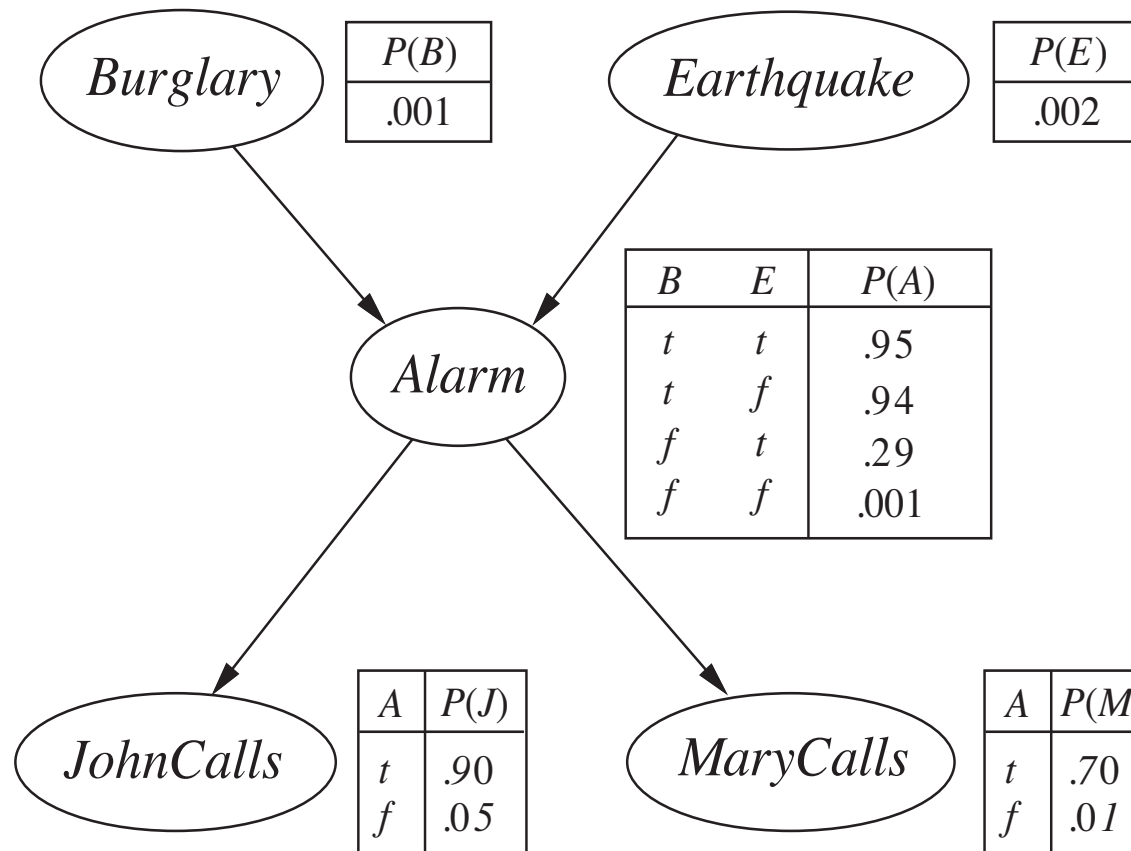 Burglary
P(B)
.001
Earthquake
P(E)
.002
B E P(A)
t t .95
t f .94
f t .29
f f .001
Alarm
JohnCalls
A P(J)
t .90
f .05
MaryCalls
A P(M
t .70
f .01